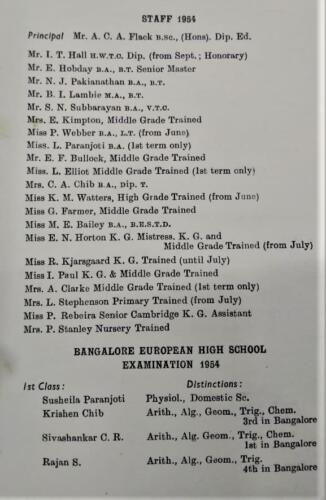 STAFF 1954
Principal Mr. A. C. A. Flack B.Sc., (Hons). Dip. Ed.
Mr. I. T. Hall H.W.T.C. Dip. (from Sept.; Honorary)
Mr. E. Hobday B.A., B.T. Senior Master
Mr. N. J. Pakianathan B.A., B.T.
Mr. B. I. Lambie M.A., B.T.
Mr. S. N. Subbarayan B.A., V.T.C.
Mrs. E. Kimpton, Middle Grade Trained
Miss P. Webber B.A., L.T. (from June)
Miss. L. Paranjoti B.A. (1st term only)
Mr. E. F. Bullock, Middle Grade Trained
Miss. L. Elliot Middle Grade Trained (1st term only)
Mrs. C. A. Chib B.A., Dip. T.
Miss K. M. Watters, High Grade Trained (from June)
Miss G. Farmer, Middle Grade Trained
Miss M. E. Bailey B.A., B.E.S.T.D.
Miss E. N. Horton K. G. Mistress, K. G. and
Middle Grade Trained (from July)
Miss R. Kjarsgaard K. G. Trained (until July)
Miss I. Paul K. G. & Middle Grade Trained
Mrs. A. Clarke Middle Grade Trained (1st term only)
Mrs. L. Stephenson Primary Trained (from July)
Miss P. Rebeira Senior Cambridge K. G. Assistant
Mrs. P. Stanley Nursery Trained
BANGALORE EUROPEAN HIGH SCHOOL
EXAMINATION 1954
1st Class: Distinctions:
Susheila Paranjoti Physiol., Domestic Sc.
Krishen Chib Arith., Alg., Geom., Trig., Chem.
3rd in Bangalore
Sivashankar C. R. Arith., Alg. Geom., Trig., Chem.
1st in Bangalore
Rajan S. Arith., Alg., Geom., Trig.
4th in Bangalore